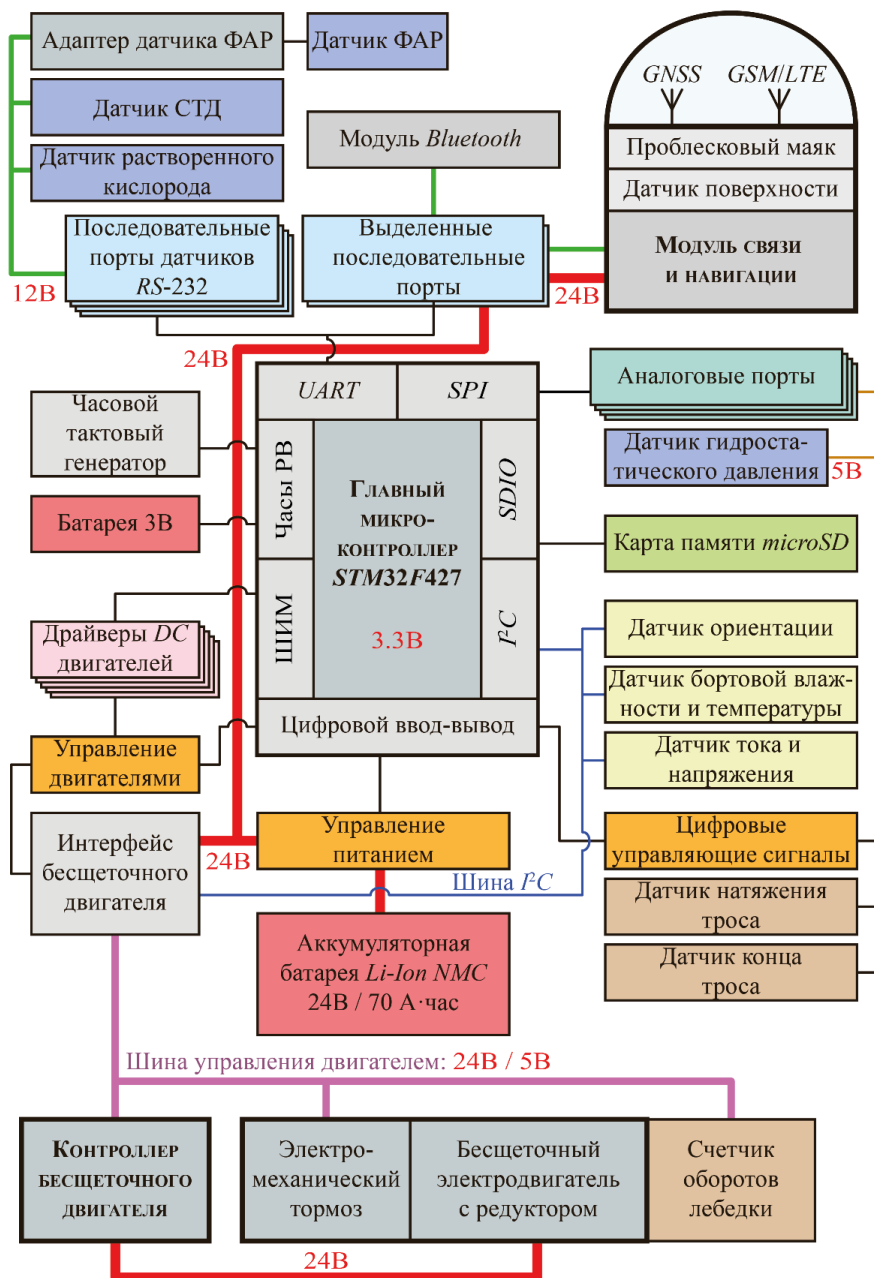 Адаптер датчика ФАР
Датчик ФАР
Датчик СТД
Датчик растворенного
кислорода
Модуль Bluetooth
GNSS
GSM/LTE
Проблесковый маяк
Датчик поверхности
Модуль связи
и навигации
Последовательные
порты датчиков
RS-232
Выделенные
последовательные
порты
12В
24В
24В
UART
SPI
Аналоговые порты
Часовой
тактовый
генератор
Часы РВ
Главный
микро-
контроллер
STM32F427
3.3В
SDIO
Датчик гидроста-
тического давления
5В
Батарея 3В
Карта памяти microSD
ШИМ
I²C
Драйверы DC
двигателей
Датчик ориентации
Датчик бортовой влаж-
ности и температуры
Цифровой ввод-вывод
Управление
двигателями
Датчик тока и
напряжения
Интерфейс
бесщеточного
двигателя
24В
Управление
питанием
Цифровые
управляющие сигналы
Шина I²C
Датчик натяжения
троса
Аккумуляторная
батарея Li-Ion NMC
24В / 70 А·час
Датчик конца
троса
Шина управления двигателем: 24В / 5В
Контроллер
бесщеточного
двигателя
Электро-
механический
тормоз
Бесщеточный
электродвигатель
с редуктором
Счетчик
оборотов
лебедки
24В